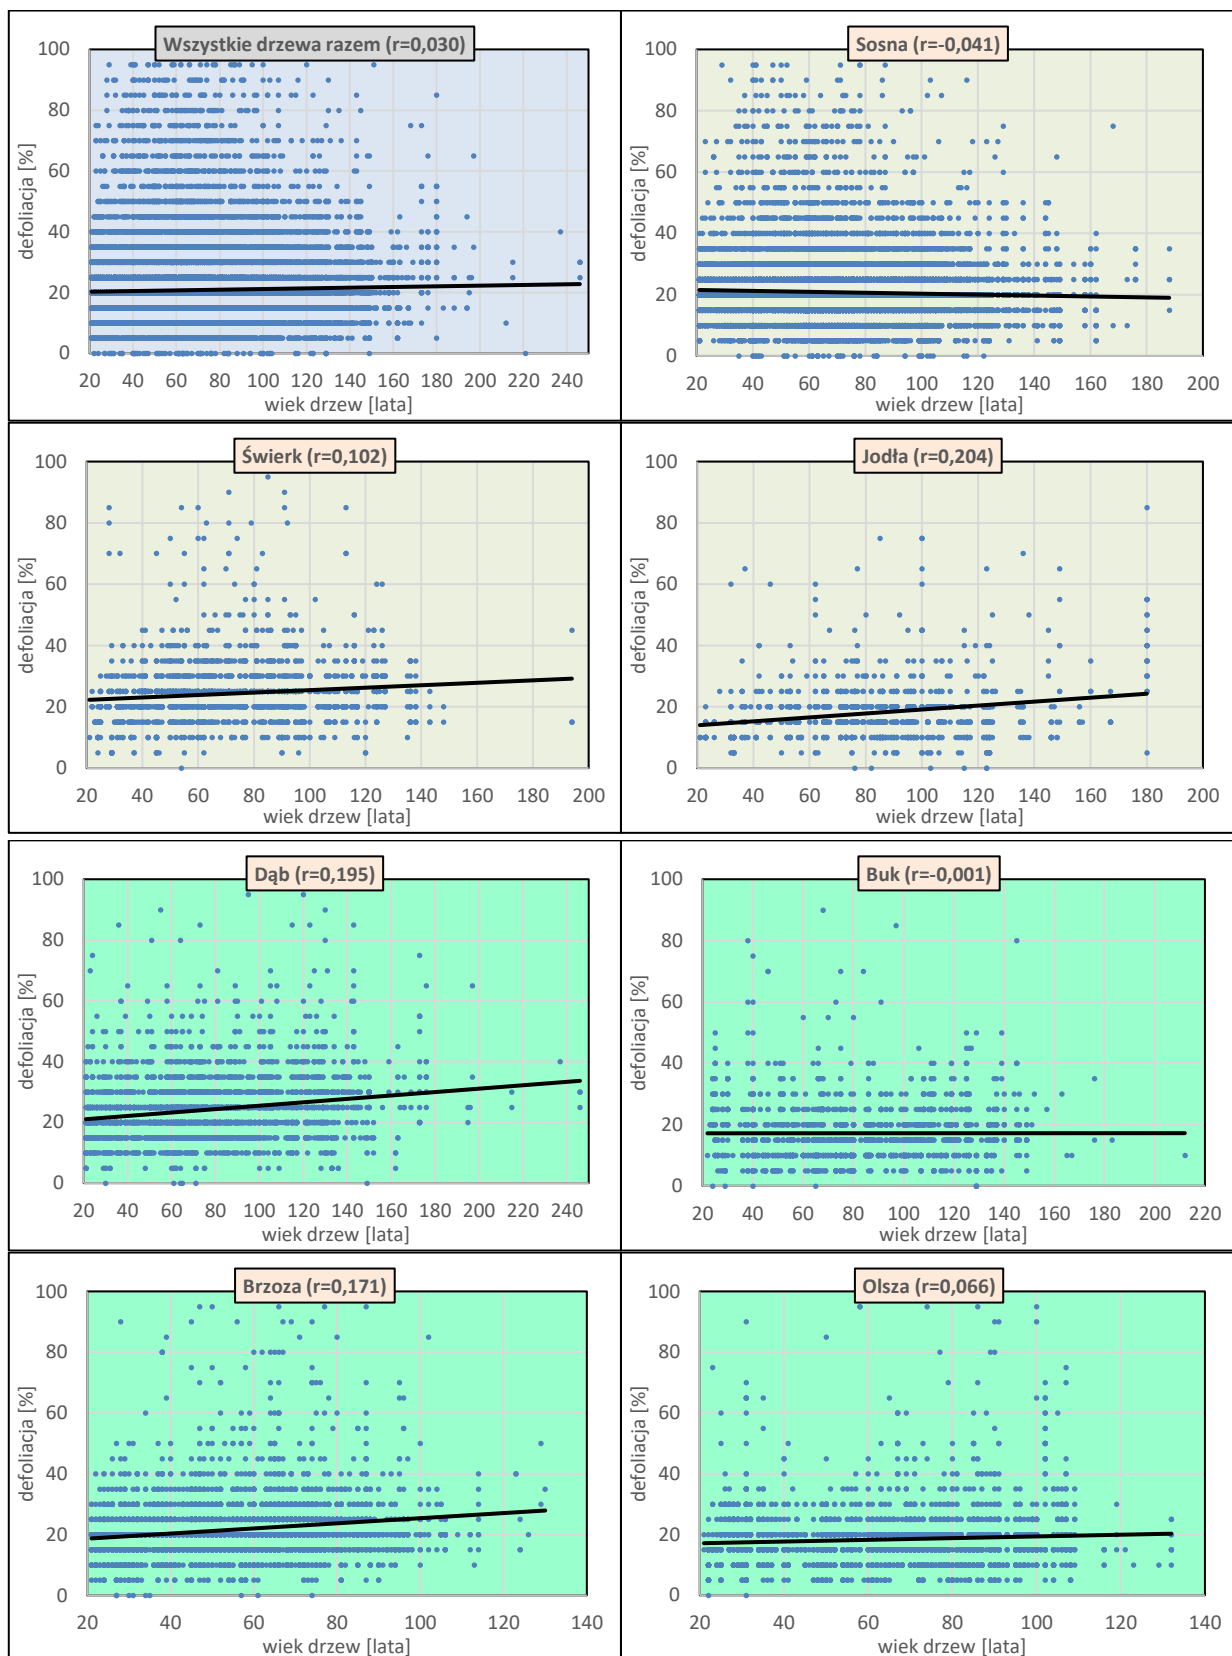 Wszystkie drzewa razem (r=0,030)
100
80
60
40
20
0
defoliacja [%]
20 40 60 80 100 120 140 160 180 200 220 240
wiek drzew [lata]
Sosna (r=-0,041)
100
80
60
40
20
0
defoliacja [%]
20 40 60 80 100 120 140 160 180 200
wiek drzew [lata]
Świerk (r=0,102)
100
80
60
40
20
0
defoliacja [%]
20 40 60 80 100 120 140 160 180 200
wiek drzew [lata]
Jodła (r=0,204)
100
80
60
40
20
0
defoliacja [%]
20 40 60 80 100 120 140 160 180 200
wiek drzew [lata]
Dąb (r=0,195)
100
80
60
40
20
0
defoliacja [%]
20 40 60 80 100 120 140 160 180 200 220 240
wiek drzew [lata]
Buk (r=-0,001)
100
80
60
40
20
0
defoliacja [%]
20 40 60 80 100 120 140 160 180 200 220
wiek drzew [lata]
Brzoza (r=0,171)
100
80
60
40
20
0
defoliacja [%]
20 40 60 80 100 120 140
wiek drzew [lata]
Olsza (r=0,066)
100
80
60
40
20
0
defoliacja [%]
20 40 60 80 100 120 140
wiek drzew [lata]